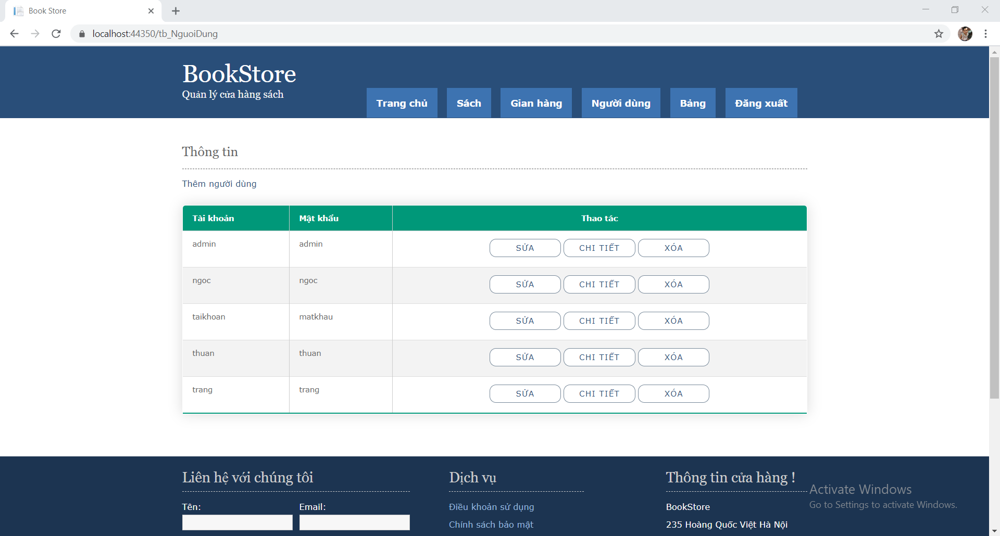 Book Store
localhost:44350/tb_NguoiDung
BookStore
Quản lý cửa hàng sách
Trang chủ Sách Gian hàng Người dùng Bảng Đăng xuất
Thông tin
Thêm người dùng
Tài khoản Mật khẩu Thao tác
admin admin SỬA CHI TIẾT XÓA
ngoc ngoc SỬA CHI TIẾT XÓA
taikhoan matkhau SỬA CHI TIẾT XÓA
thuan thuan SỬA CHI TIẾT XÓA
trang trang SỬA CHI TIẾT XÓA
Liên hệ với chúng tôi
Tên: Email:
Dịch vụ
Điều khoản sử dụng
Chính sách bảo mật
Thông tin cửa hàng !
BookStore
235 Hoàng Quốc Việt Hà Nội
Activate Windows
Go to Settings to activate Windows.